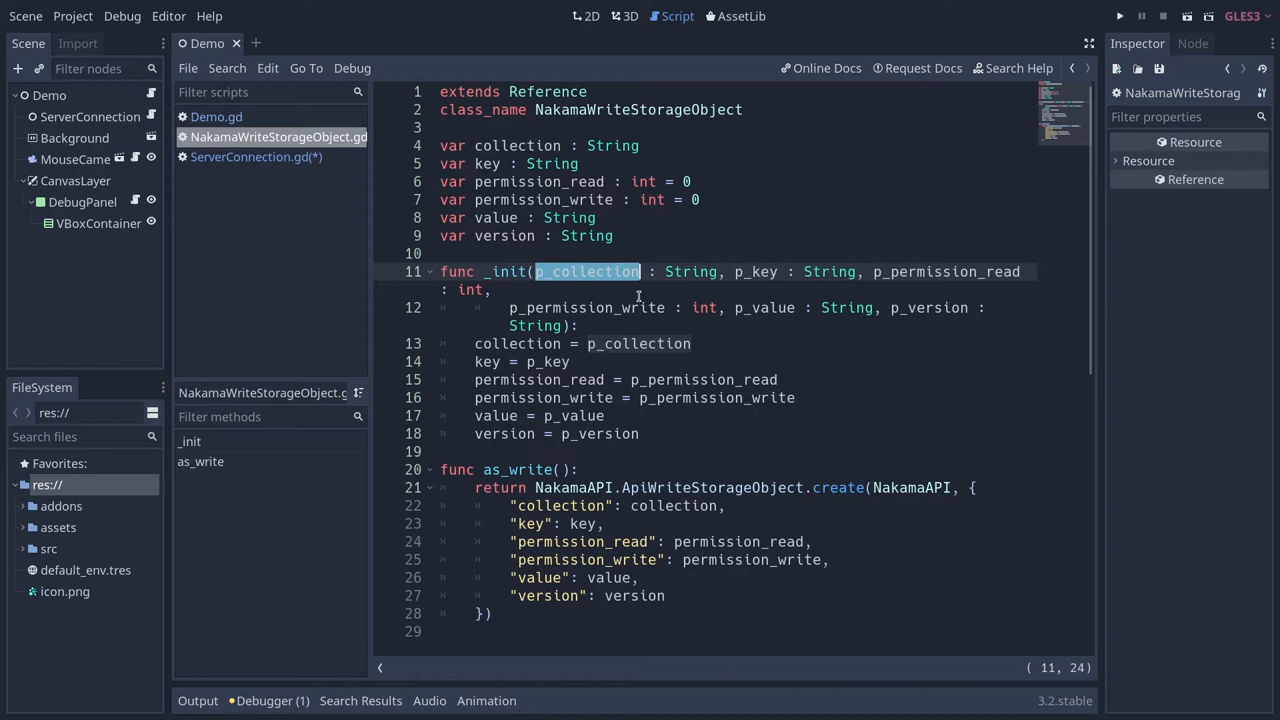 Scene Project Debug Editor Help
2D 3D Script AssetLib
GLES3
Scene Import
Filter nodes
Demo
ServerConnection
Background
MouseCame
CanvasLayer
DebugPanel
VBoxContainer
FileSystem
res://
Search files
Favorites:
res://
addons
assets
src
default_env.tres
icon.png
Demo
File Search Edit Go To Debug
Online Docs Request Docs Search Help
Filter scripts
Demo.gd
NakamaWriteStorageObject.gd
ServerConnection.gd(*)
NakamaWriteStorageObject.g
Filter methods
_init
as_write
1 extends Reference
2 class_name NakamaWriteStorageObject
3
4 var collection : String
5 var key : String
6 var permission_read : int = 0
7 var permission_write : int = 0
8 var value : String
9 var version : String
10
11 func _init(p_collection : String, p_key : String, p_permission_read
: int,
12 p_permission_write : int, p_value : String, p_version :
String):
13 collection = p_collection
14 key = p_key
15 permission_read = p_permission_read
16 permission_write = p_permission_write
17 value = p_value
18 version = p_version
19
20 func as_write():
21 return NakamaAPI.ApiWriteStorageObject.create(NakamaAPI, {
22 "collection": collection,
23 "key": key,
24 "permission_read": permission_read,
25 "permission_write": permission_write,
26 "value": value,
27 "version": version
28 })
29
( 11, 24)
Output Debugger (1) Search Results Audio Animation
3.2.stable
Inspector Node
NakamaWriteStorag
Filter properties
Resource
Resource
Reference